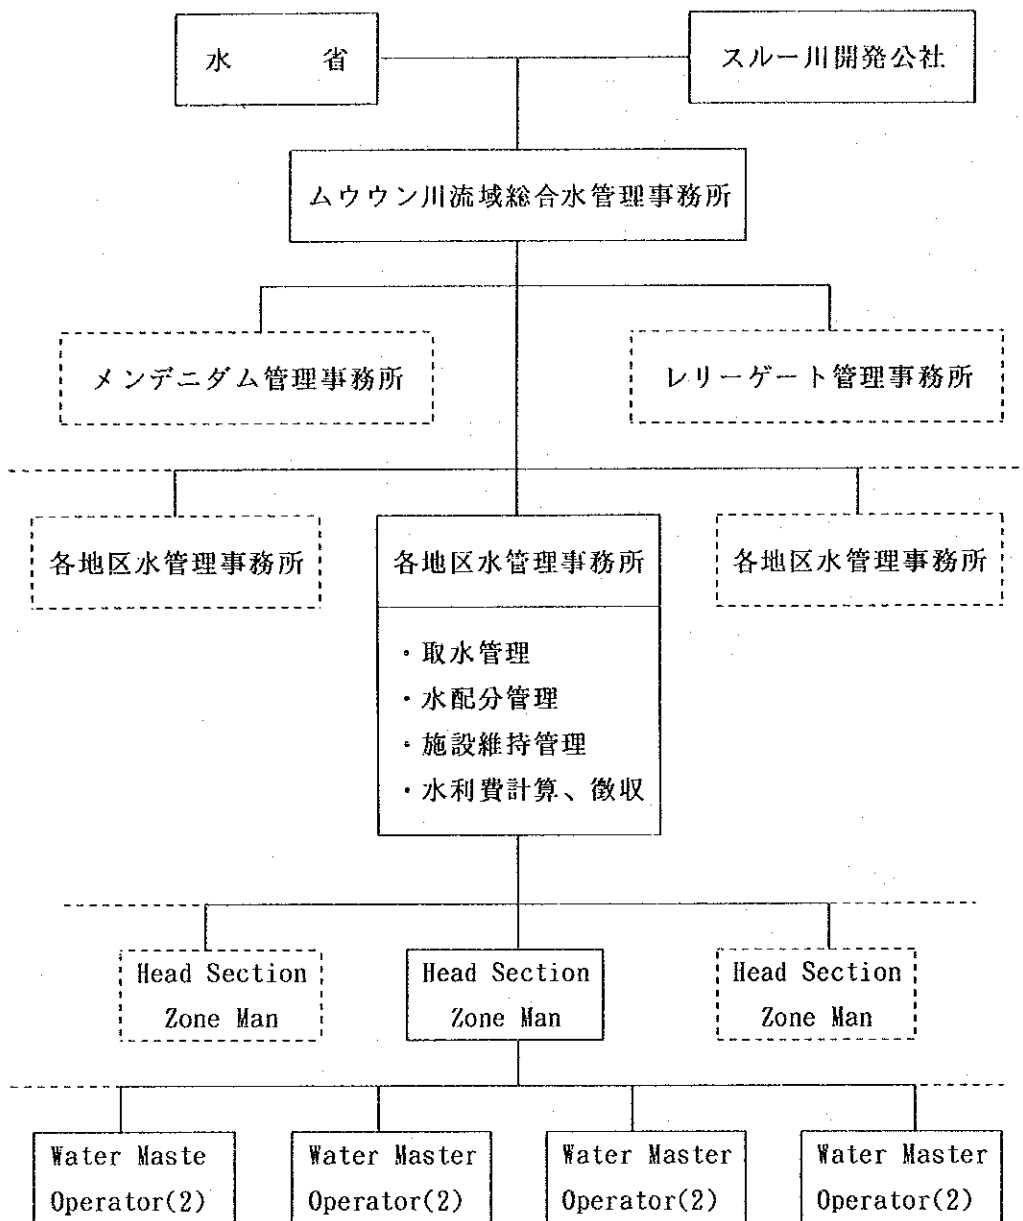 水 省
スルー川開発公社
ムウウン川流域総合水管理事務所
メンデニダム管理事務所
レリーゲート管理事務所
各地区水管理事務所
各地区水管理事務所
各地区水管理事務所
・取水管理
・水配分管理
・施設維持管理
・水利費計算、徴収
Head Section
Zone Man
Head Section
Zone Man
Head Section
Zone Man
Water Maste
Operator(2)
Water Master
Operator(2)
Water Master
Operator(2)
Water Master
Operator(2)